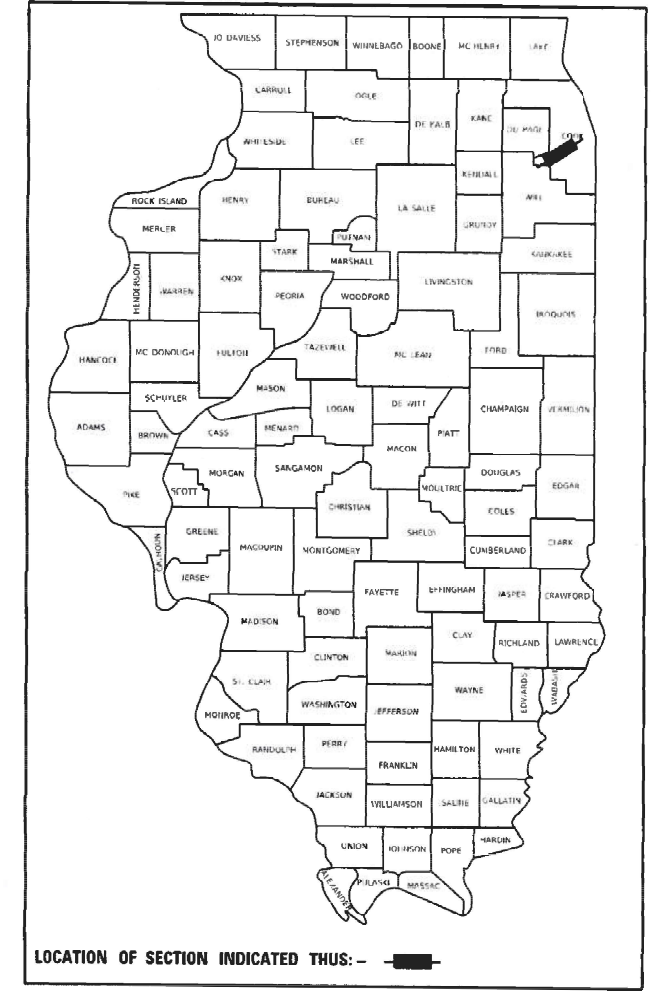 JO DAVIESS STEPHENSON WINNEBAGO BOONE MC HENRY LAKE
CARROLL OGLE DE KALB KANE DU PAGE COOK
WHITESIDE LEE KENDALL WILL
ROCK ISLAND HENRY BUREAU LA SALLE GRUNDY
MERCER STARK PUTNAM MARSHALL KANKAKEE
HENDERSON WARREN KNOX PEORIA WOODFORD LIVINGSTON IROQUOIS
HANCOCK MC DONOUGH FULTON TAZEWELL MC LEAN FORD
SCHUYLER MASON LOGAN DE WITT CHAMPAIGN VERMILION
ADAMS BROWN CASS MENARD MACON PIATT
PIKE SCOTT MORGAN SANGAMON CHRISTIAN MOULTRIE DOUGLAS EDGAR
CALHOUN GREENE MACOUPIN MONTGOMERY SHELBY COLES CUMBERLAND CLARK
JERSEY FAYETTE EFFINGHAM JASPER CRAWFORD
MADISON BOND CLAY RICHLAND LAWRENCE
ST. CLAIR CLINTON MARION WAYNE EDWARDS WABASH
MONROE WASHINGTON JEFFERSON
RANDOLPH PERRY FRANKLIN HAMILTON WHITE
JACKSON WILLIAMSON SALINE GALLATIN
UNION JOHNSON POPE HARDIN
ALEXANDER PULASKI MASSAC
LOCATION OF SECTION INDICATED THUS: –